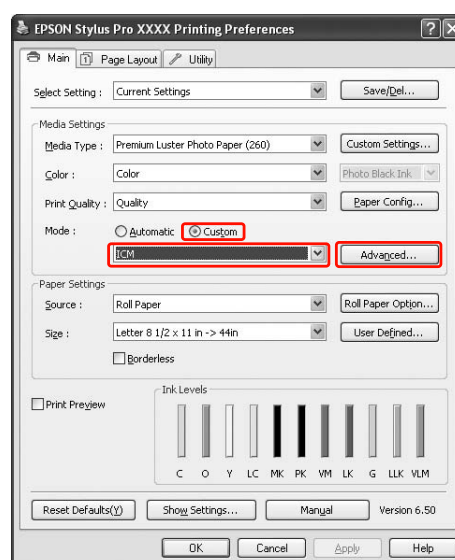 EPSON Stylus Pro XXXX Printing Preferences
Main Page Layout Utility
Select Setting : Current Settings Save/Del...
Media Settings
Media Type : Premium Luster Photo Paper (260) Custom Settings...
Color : Color Photo Black Ink
Print Quality : Quality Paper Config...
Mode : Automatic Custom
ICM Advanced...
Paper Settings
Source : Roll Paper Roll Paper Option...
Size : Letter 8 1/2 x 11 in -> 44in User Defined...
Borderless
Ink Levels
Print Preview
C O Y LC MK PK VM LK G LLK VLM
Reset Defaults(Y) Show Settings... Manual Version 6.50
OK Cancel Apply Help